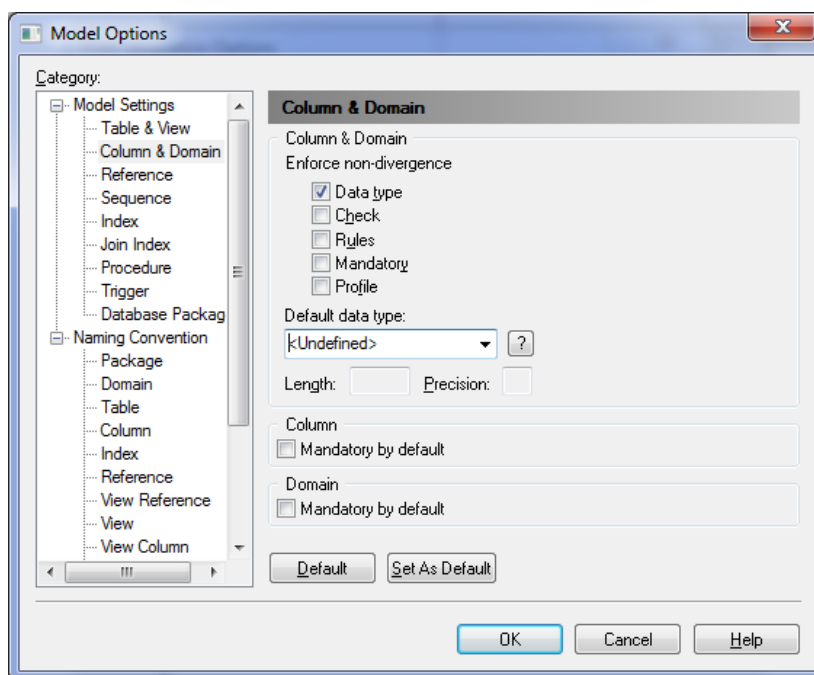 Model Options
Category:
Model Settings
Table & View
Column & Domain
Reference
Sequence
Index
Join Index
Procedure
Trigger
Database Packag
Naming Convention
Package
Domain
Table
Column
Index
Reference
View Reference
View
View Column
Column & Domain
Column & Domain
Enforce non-divergence
Data type
Check
Rules
Mandatory
Profile
Default data type:
<Undefined>
?
Length: Precision:
Column
Mandatory by default
Domain
Mandatory by default
Default Set As Default
OK Cancel Help